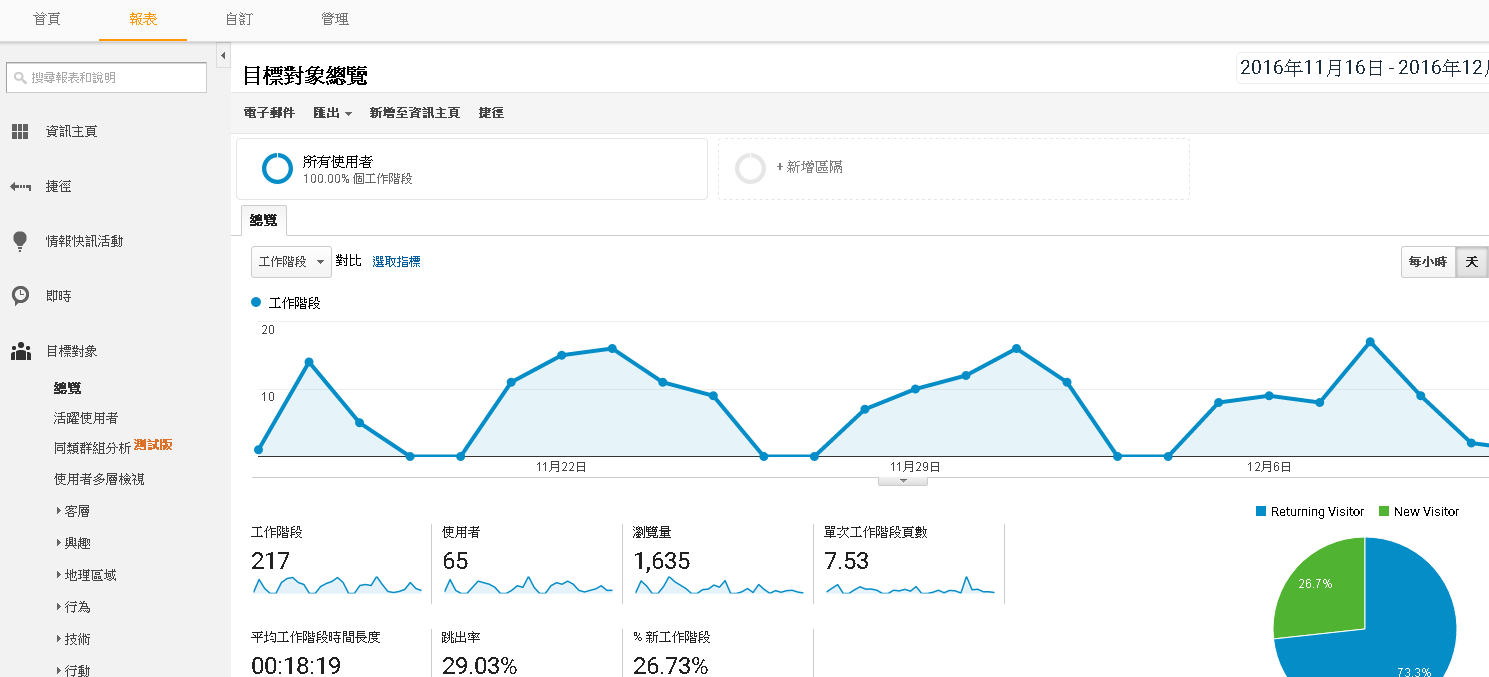 首頁 報表 自訂 管理
搜尋報表和說明
目標對象總覽
2016年11月16日 - 2016年12月
電子郵件 匯出 新增至資訊主頁 捷徑
資訊主頁
捷徑
情報快訊活動
即時
目標對象
總覽
活躍使用者
同類群組分析 測試版
使用者多層檢視
客層
興趣
地理區域
行為
技術
行動
所有使用者
100.00% 個工作階段
+ 新增區隔
總覽
工作階段 對比 選取指標
每小時 天
工作階段
20
10
11月22日 11月29日 12月6日
工作階段
217
使用者
65
瀏覽量
1,635
單次工作階段頁數
7.53
平均工作階段時間長度
00:18:19
跳出率
29.03%
% 新工作階段
26.73%
Returning Visitor New Visitor
26.7%
73.3%